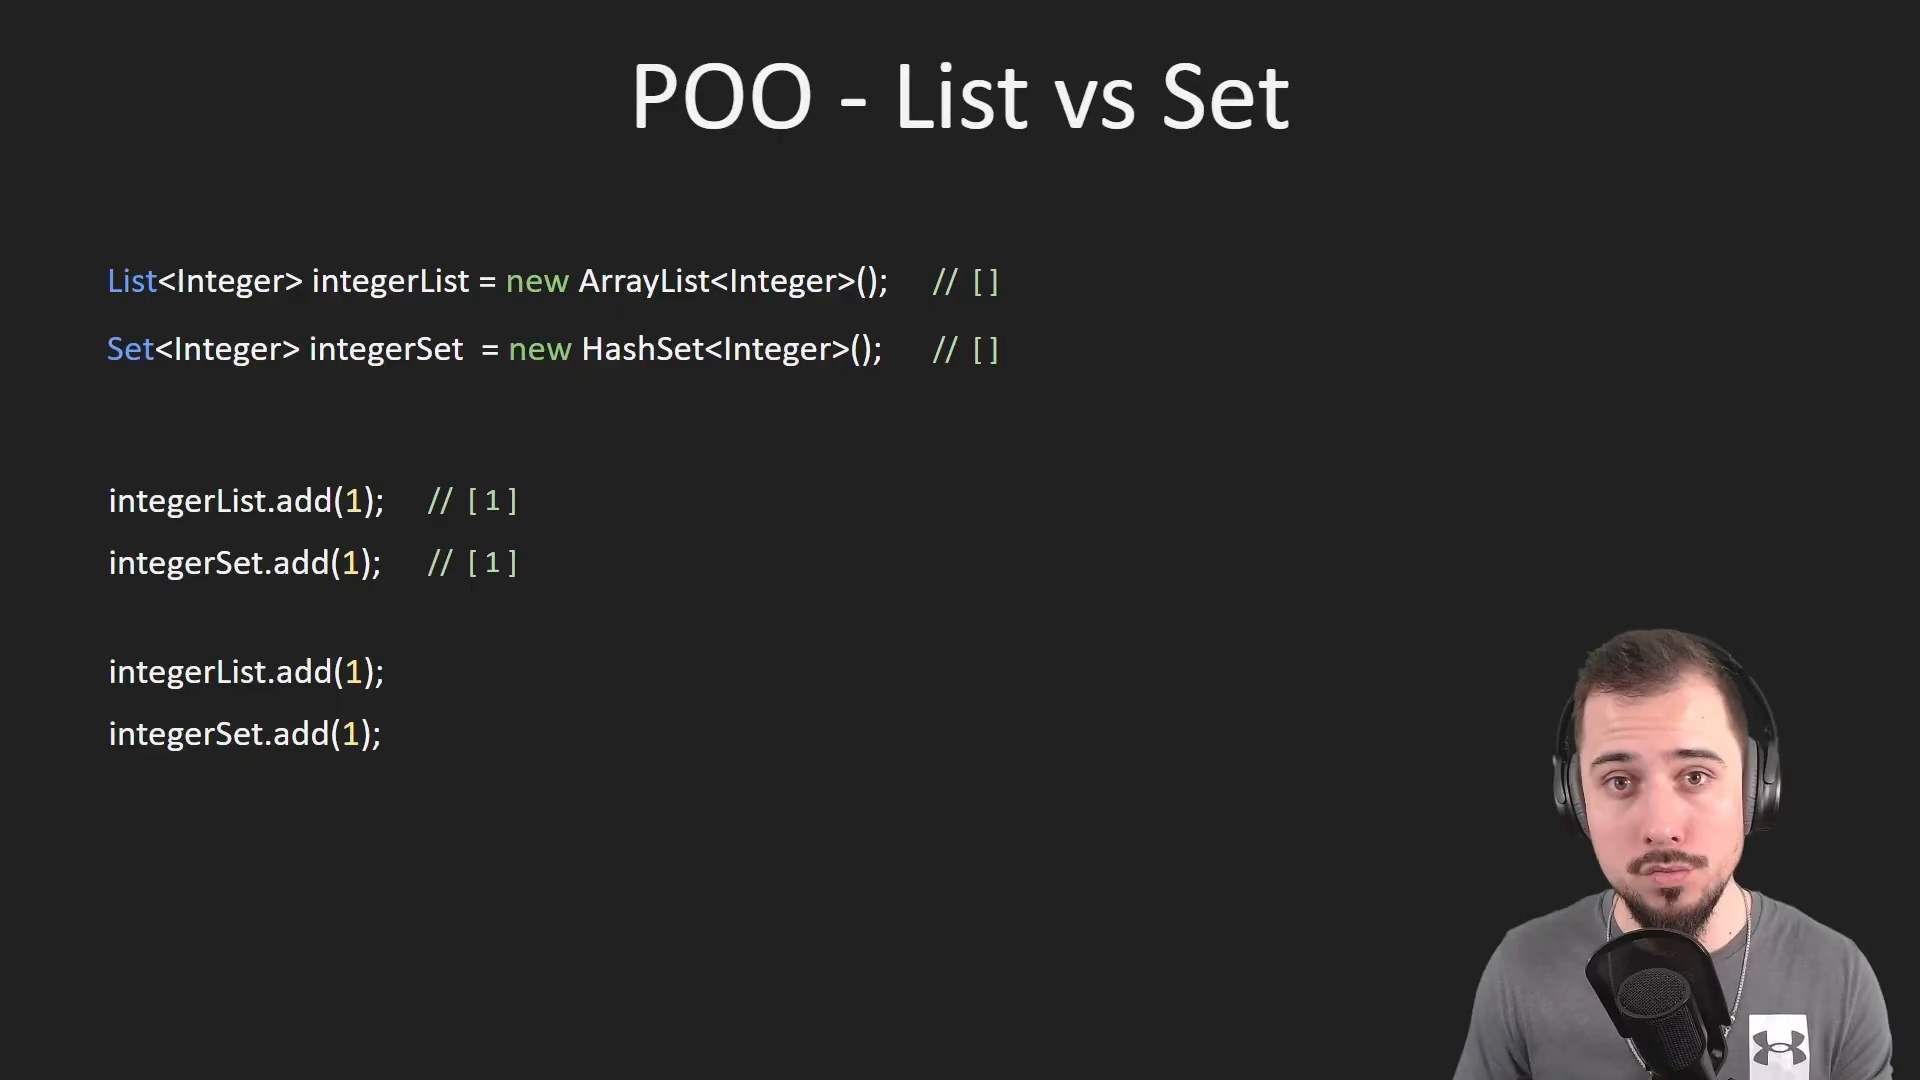 POO - List vs Set
List<Integer> integerList = new ArrayList<Integer>(); // [ ]
Set<Integer> integerSet = new HashSet<Integer>(); // [ ]
integerList.add(1); // [ 1 ]
integerSet.add(1); // [ 1 ]
integerList.add(1);
integerSet.add(1);